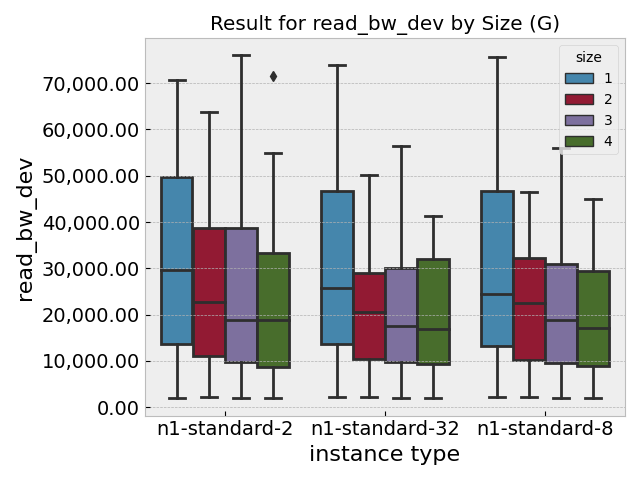 Result for read_bw_dev by Size (G)
size
1
2
3
4
70,000.00
60,000.00
50,000.00
40,000.00
30,000.00
20,000.00
10,000.00
0.00
read_bw_dev
n1-standard-2 n1-standard-32 n1-standard-8
instance type